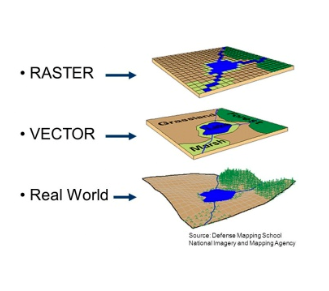 • RASTER
• VECTOR
Grassland
Forest
Marsh
• Real World
Source: Defense Mapping School
National Imagery and Mapping Agency